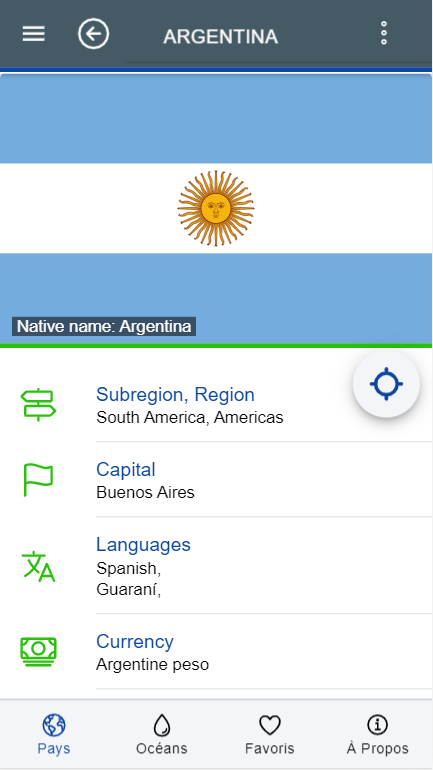 ARGENTINA
Native name: Argentina
Subregion, Region
South America, Americas
Capital
Buenos Aires
Languages
Spanish,
Guaraní,
Currency
Argentine peso
Pays Océans Favoris À Propos